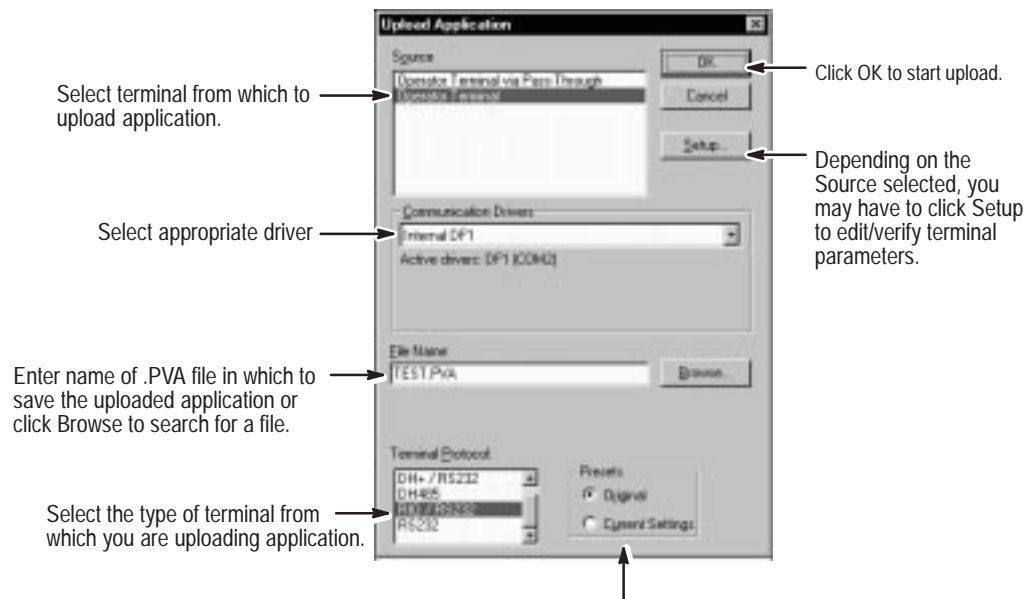 Upload Application
Source
Operator Terminal via Pass Through
Operator Terminal
OK
Cancel
Setup...
Click OK to start upload.
Select terminal from which to
upload application.
Depending on the
Source selected, you
may have to click Setup
to edit/verify terminal
parameters.
Communication Drivers
Select appropriate driver
Internal DF1
Active drivers: DF1 (COM2)
File Name:
TEST.PVA
Browse...
Enter name of .PVA file in which to
save the uploaded application or
click Browse to search for a file.
Terminal Protocol:
DH+ / RS232
DH485
RIO / RS232
RS232
Presets
Original
Current Settings
Select the type of terminal from
which you are uploading application.